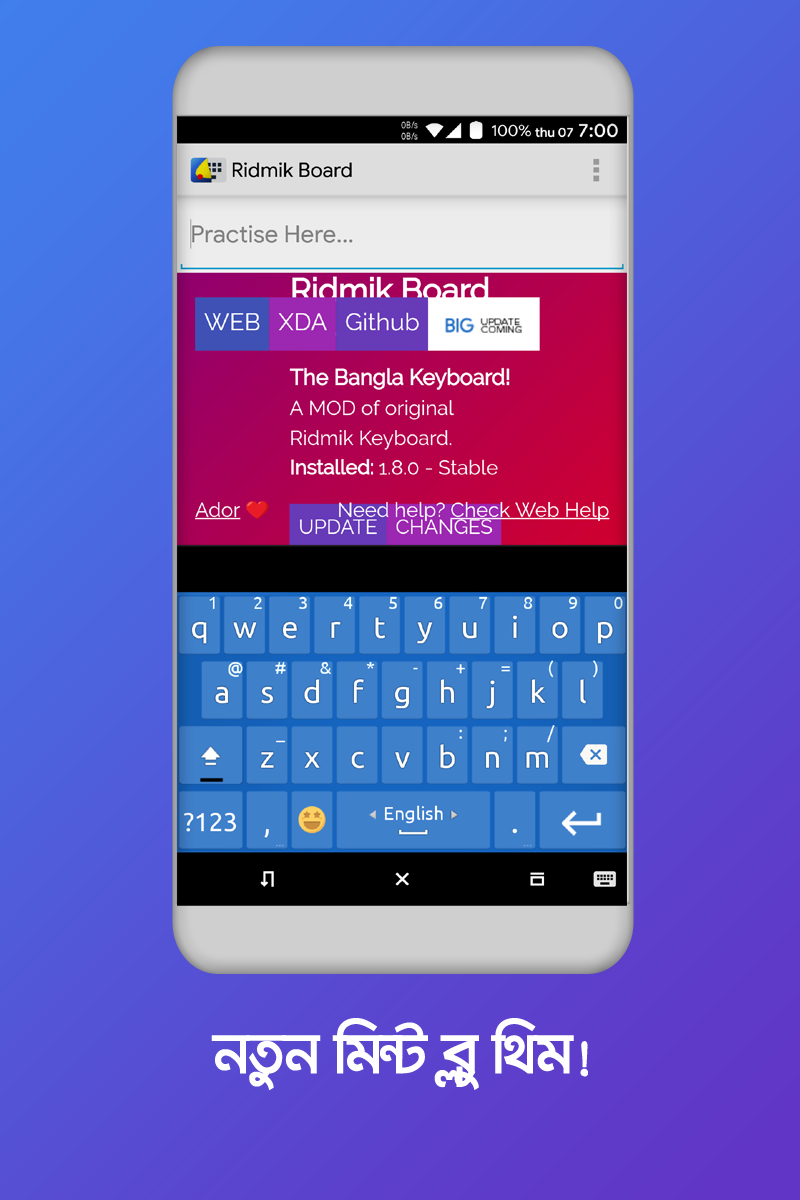 0B/s
0B/s
100% thu 07 7:00
Ridmik Board
Practise Here...
Ridmik Board
WEB XDA Github BIG UPDATE COMING
The Bangla Keyboard!
A MOD of original
Ridmik Keyboard.
Installed: 1.8.0 - Stable
Ador ❤️ Need help? Check Web Help
UPDATE CHANGES
1 2 3 4 5 6 7 8 9 0
q w e r t y u i o p
@ # & * - + = ( )
a s d f g h j k l
_ : ; /
z x c v b n m
?123 , English .
নতুন মিন্ট ব্লু থিম!